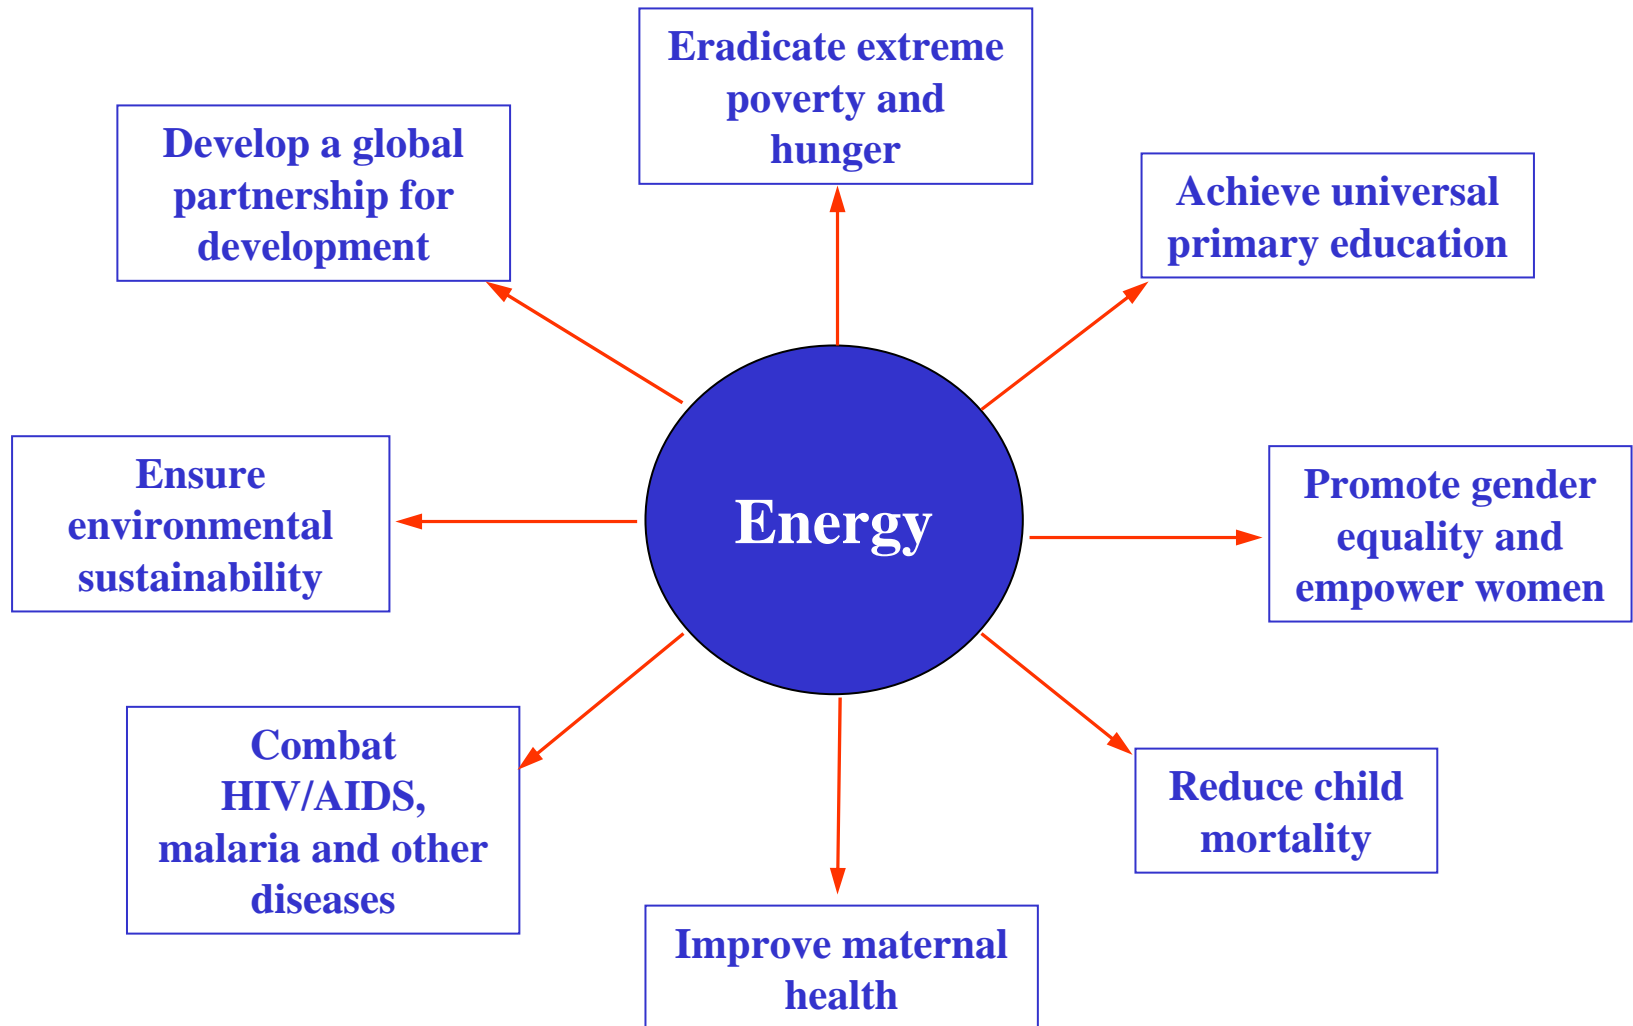 Eradicate extreme
poverty and
hunger
Develop a global
partnership for
development
Achieve universal
primary education
Ensure
environmental
sustainability
Energy
Promote gender
equality and
empower women
Combat
HIV/AIDS,
malaria and other
diseases
Reduce child
mortality
Improve maternal
health